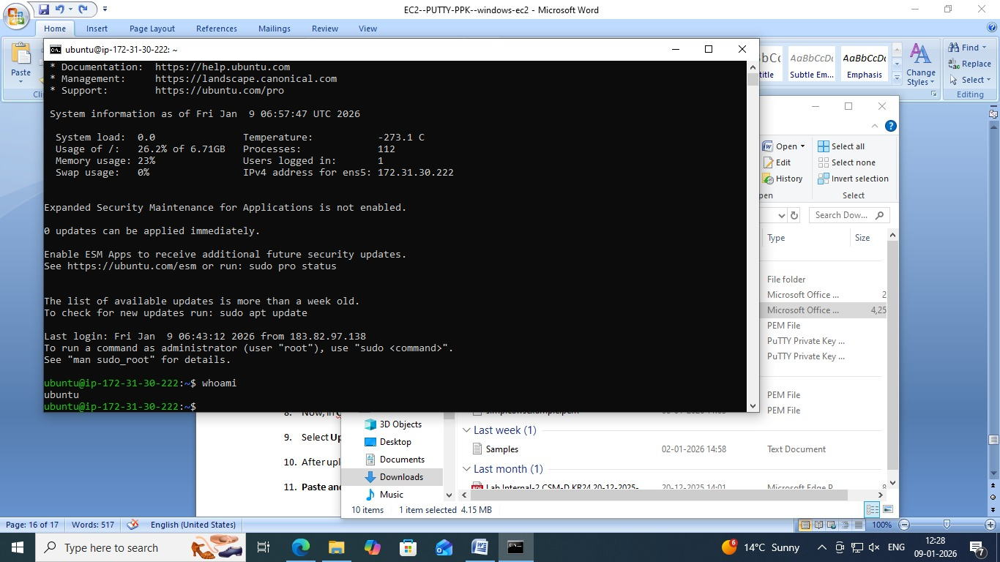 EC2--PUTTY-PPK--windows-ec2 - Microsoft Word
Home Insert Page Layout References Mailings Review View
Paste
Subtle Em... Emphasis
Change Styles
Find
Replace
Select
Editing
ubuntu@ip-172-31-30-222: ~
* Documentation:  https://help.ubuntu.com
* Management:     https://landscape.canonical.com
* Support:        https://ubuntu.com/pro
System information as of Fri Jan  9 06:57:47 UTC 2026
System load:  0.0               Temperature:           -273.1 C
Usage of /:   26.2% of 6.71GB   Processes:             112
Memory usage: 23%               Users logged in:       1
Swap usage:   0%                IPv4 address for ens5: 172.31.30.222
Expanded Security Maintenance for Applications is not enabled.
0 updates can be applied immediately.
Enable ESM Apps to receive additional future security updates.
See https://ubuntu.com/esm or run: sudo pro status
The list of available updates is more than a week old.
To check for new updates run: sudo apt update
Last login: Fri Jan  9 06:43:12 2026 from 183.82.97.138
To run a command as administrator (user "root"), use "sudo <command>".
See "man sudo_root" for details.
ubuntu@ip-172-31-30-222:~$ whoami
ubuntu
ubuntu@ip-172-31-30-222:~$
Open Select all
Edit Select none
History Invert selection
Select
Search Dow...
Type Size
File folder
Microsoft Office ... 2
Microsoft Office ... 4,25
PEM File
PuTTY Private Key ...
PuTTY Private Key ...
PEM File
PEM File
8. Now, in
9. Select Up
10. After upl
11. Paste and
3D Objects
Desktop
Documents
Downloads
Music
Last week (1)
Samples 02-01-2026 14:58 Text Document
Last month (1)
Lab Internal-2 CSM-D KR24 20-12-2025- 20-12-2025 14:01 Microsoft Edge P... 8
10 items 1 item selected 4.15 MB
Page: 16 of 17 Words: 517 English (United States) 100%
Type here to search
14°C Sunny
ENG
12:28
09-01-2026
6
7